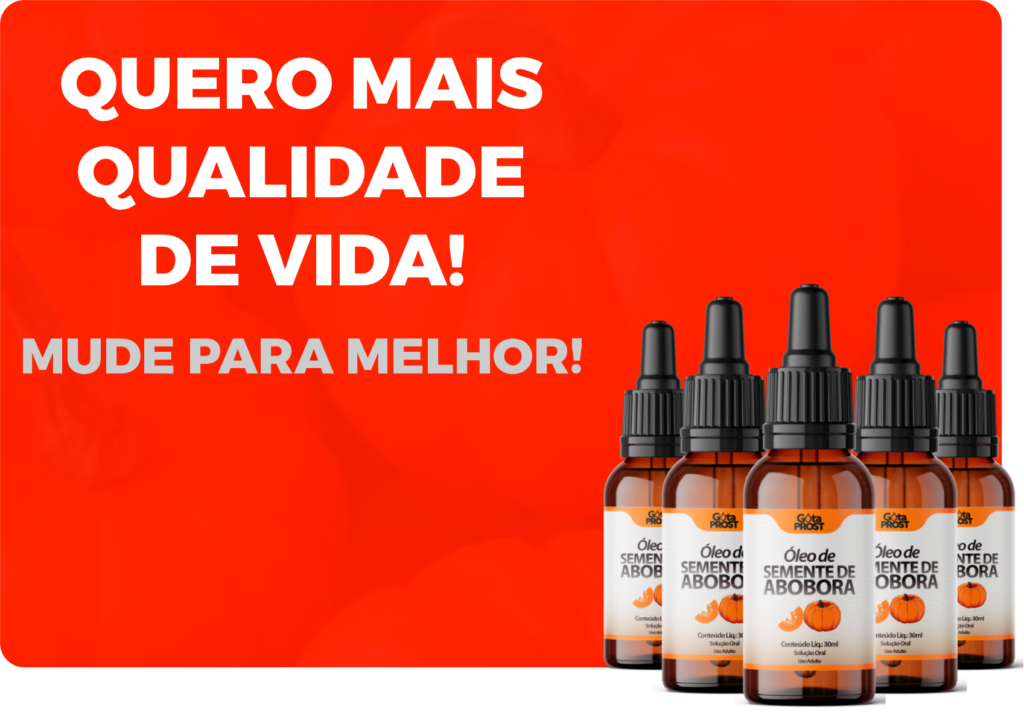 QUERO MAIS
QUALIDADE
DE VIDA!
MUDE PARA MELHOR!
Gota
PROST
Óleo de
SEMENTE DE
ABOBORA
Conteúdo Liq.: 30ml
Solução Oral
Uso Adulto